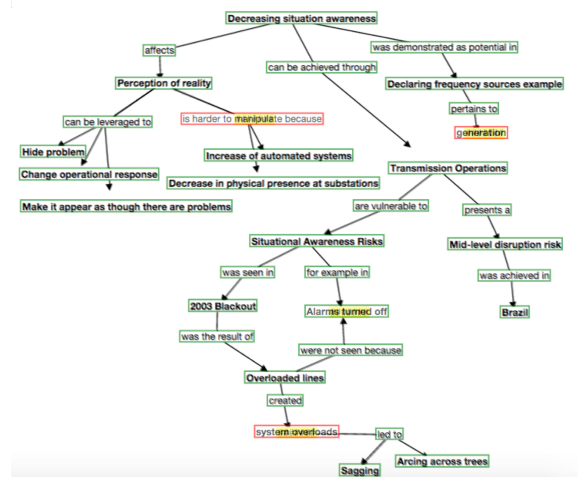 Decreasing situation awareness
affects
can be achieved through
was demonstrated as potential in
Perception of reality
Declaring frequency sources example
can be leveraged to
is harder to manipulate because
pertains to
generation
Hide problem
Change operational response
Make it appear as though there are problems
Increase of automated systems
Decrease in physical presence at substations
Transmission Operations
are vulnerable to
presents a
Situational Awareness Risks
Mid-level disruption risk
was seen in
for example in
was achieved in
2003 Blackout
Alarms turned off
Brazil
was the result of
were not seen because
Overloaded lines
created
system overloads
led to
Sagging
Arcing across trees